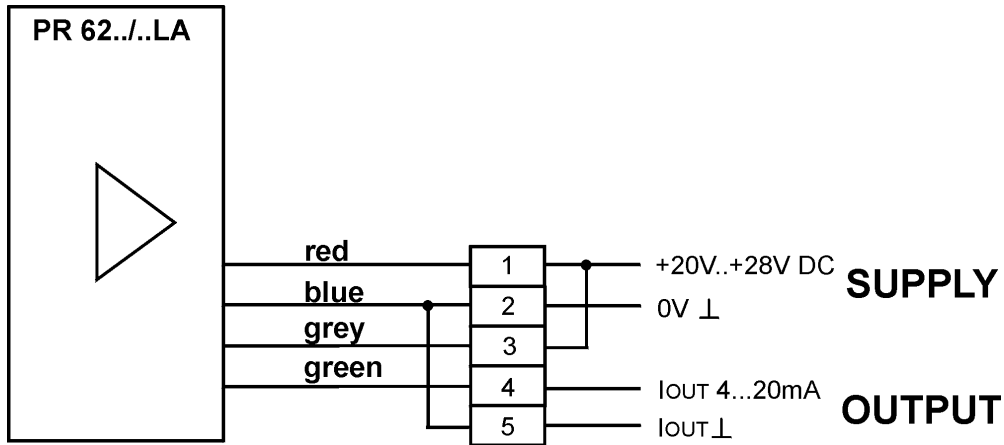 PR 62../..LA
red
blue
grey
green
1
2
3
4
5
+20V..+28V DC
0V ⊥
SUPPLY
IOUT 4...20mA
IOUT⊥
OUTPUT